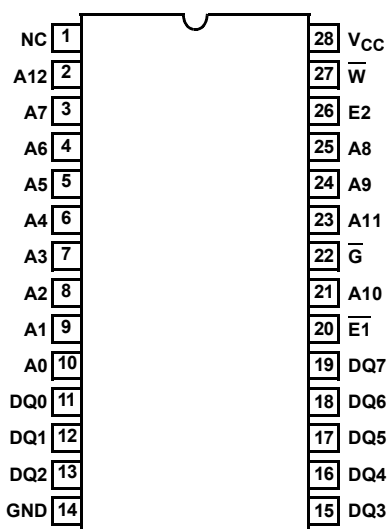 NC 1 28 VCC
A12 2 27 W̅
A7 3 26 E2
A6 4 25 A8
A5 5 24 A9
A4 6 23 A11
A3 7 22 G̅
A2 8 21 A10
A1 9 20 E̅1̅
A0 10 19 DQ7
DQ0 11 18 DQ6
DQ1 12 17 DQ5
DQ2 13 16 DQ4
GND 14 15 DQ3